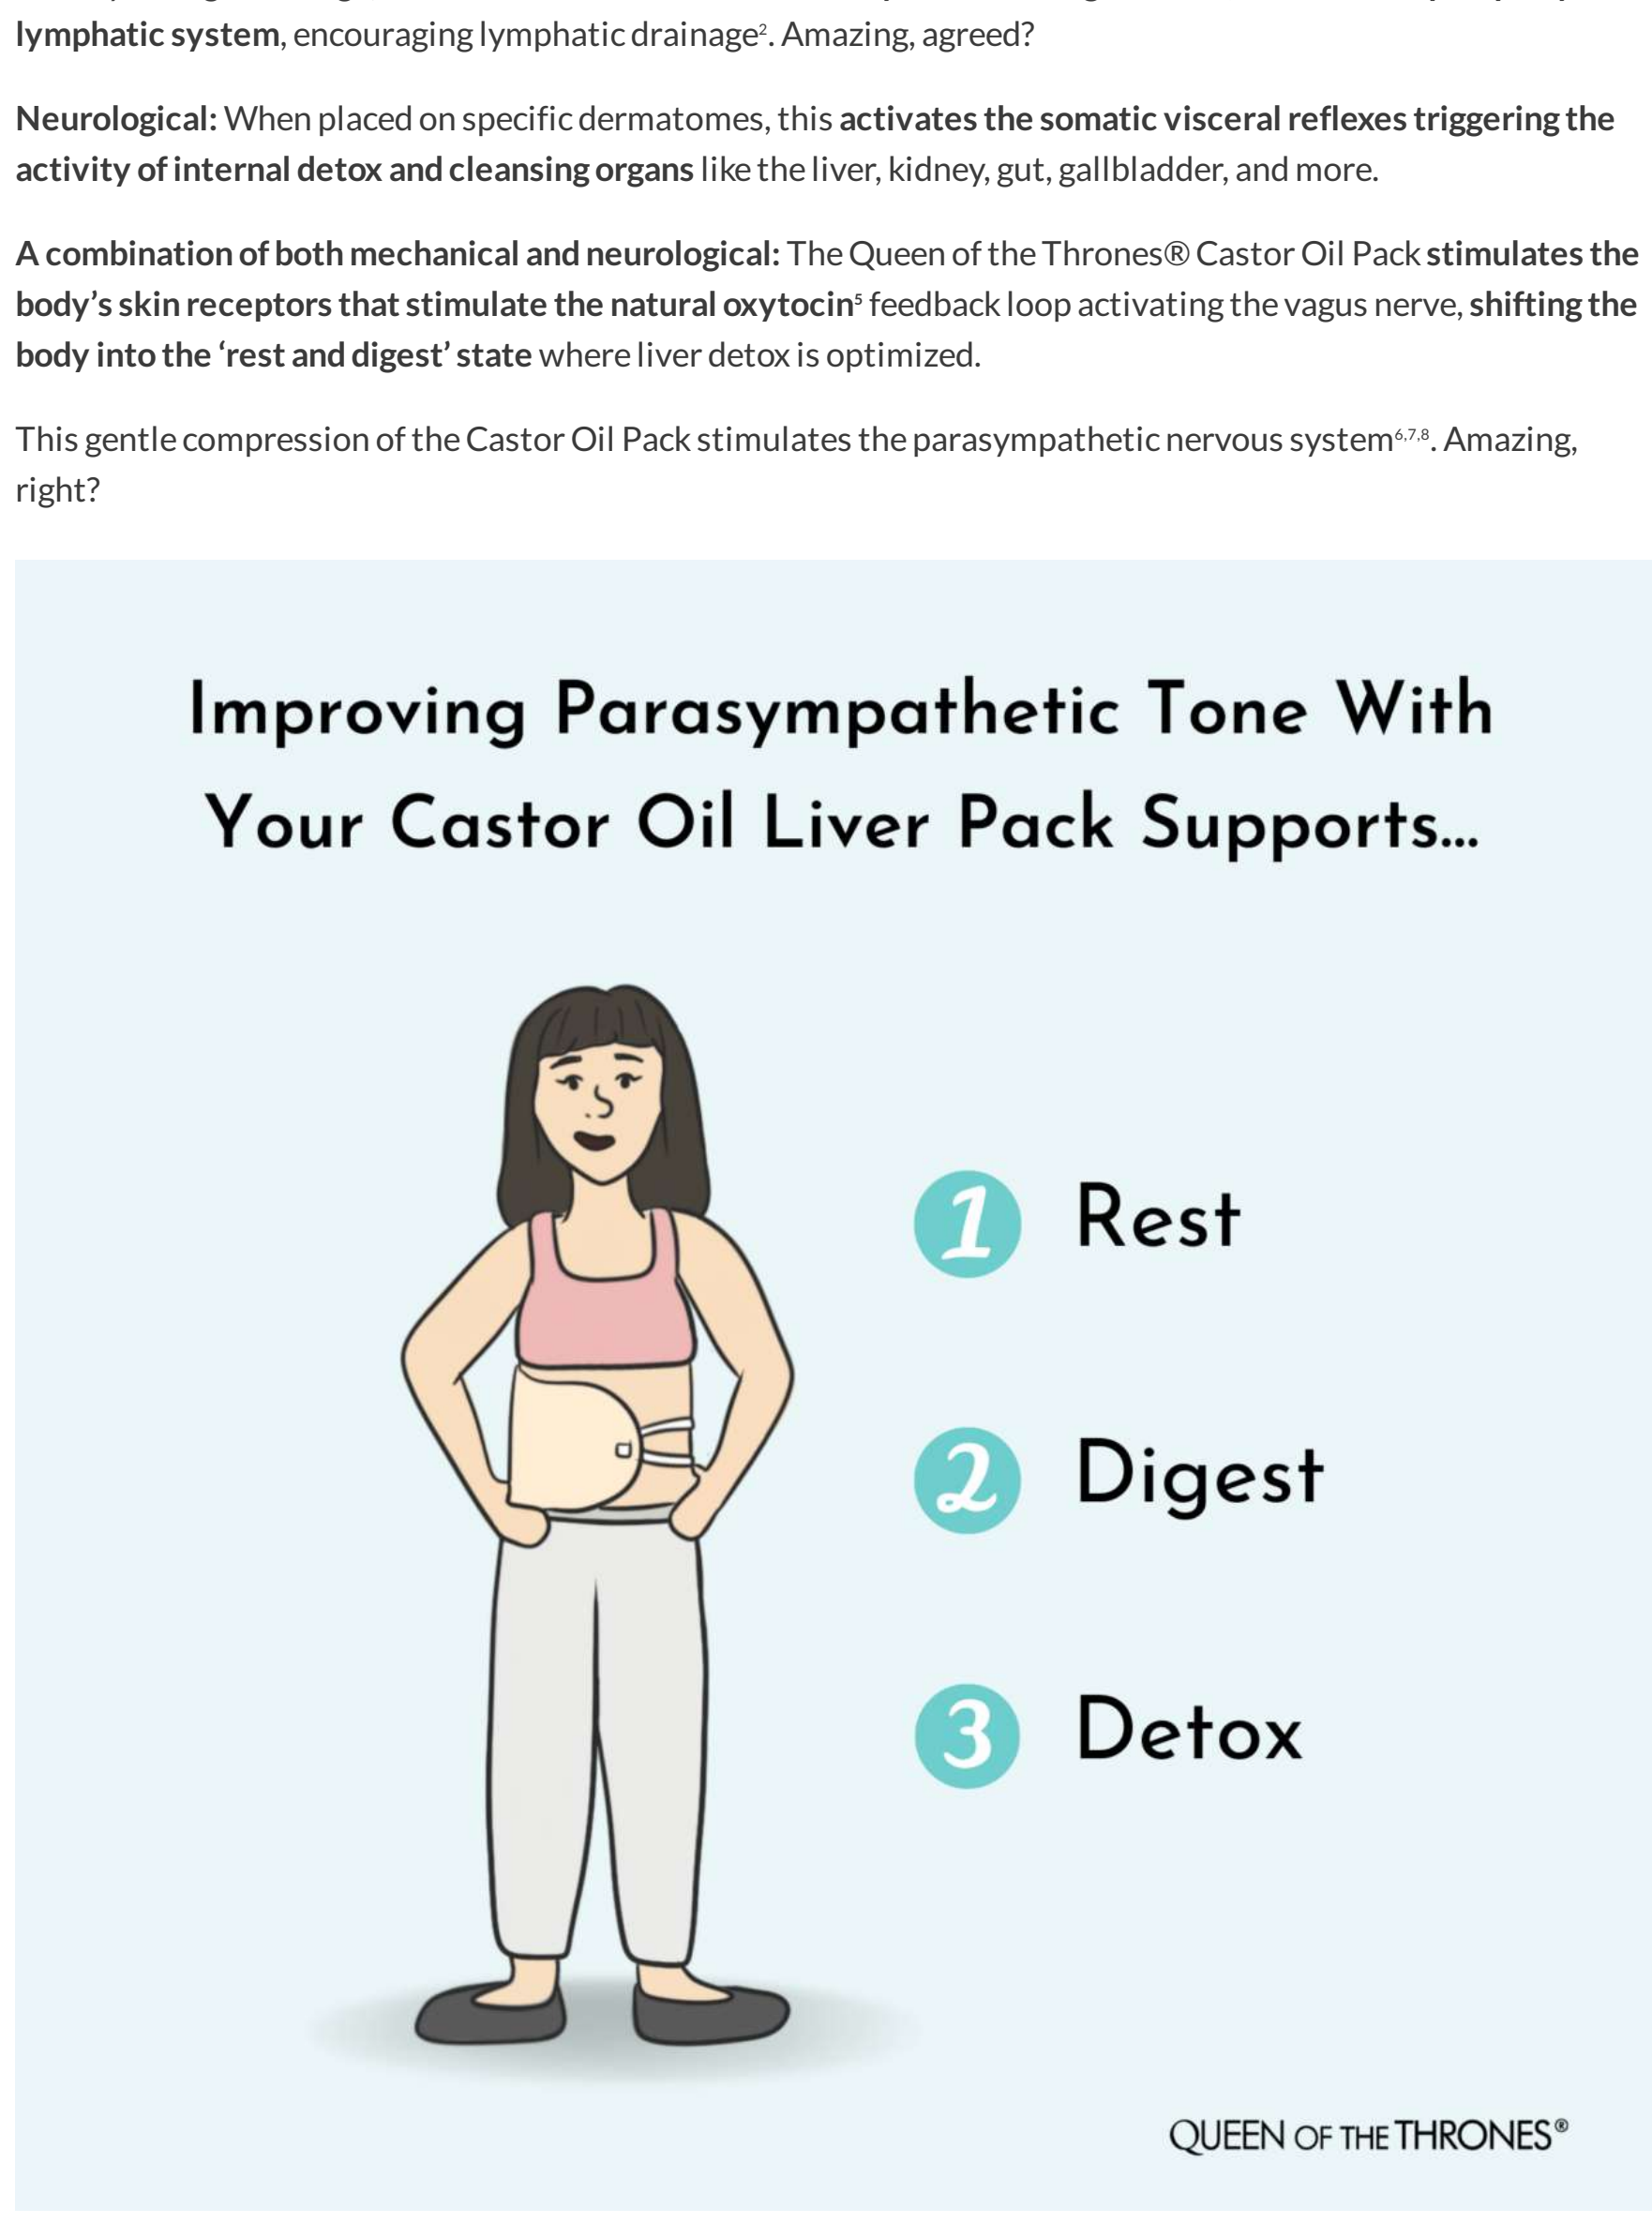 lymphatic system, encouraging lymphatic drainage². Amazing, agreed?
Neurological: When placed on specific dermatomes, this activates the somatic visceral reflexes triggering the
activity of internal detox and cleansing organs like the liver, kidney, gut, gallbladder, and more.
A combination of both mechanical and neurological: The Queen of the Thrones® Castor Oil Pack stimulates the
body’s skin receptors that stimulate the natural oxytocin⁵ feedback loop activating the vagus nerve, shifting the
body into the ‘rest and digest’ state where liver detox is optimized.
This gentle compression of the Castor Oil Pack stimulates the parasympathetic nervous system⁶,⁷,⁸. Amazing,
right?
Improving Parasympathetic Tone With
Your Castor Oil Liver Pack Supports...
1 Rest
2 Digest
3 Detox
QUEEN OF THE THRONES®